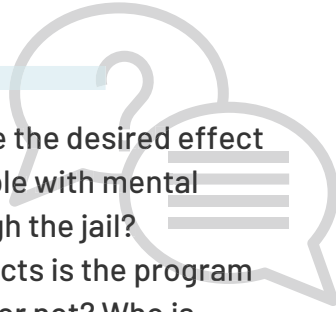 e the desired effect
ple with mental
gh the jail?
cts is the program
or not? Who is